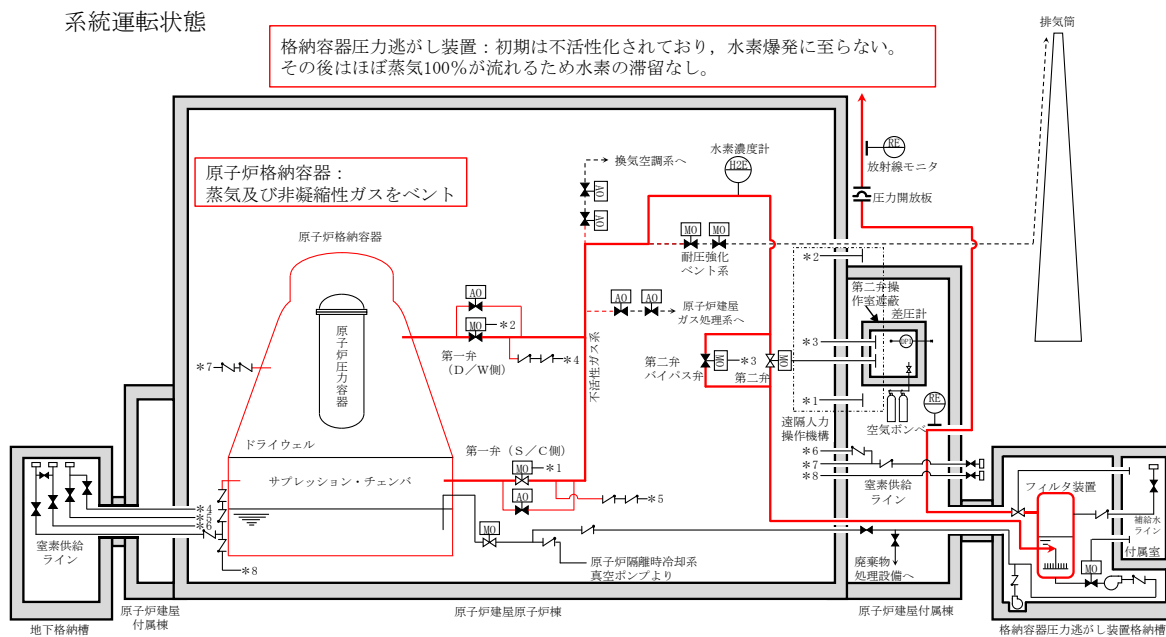 系統運転状態
格納容器圧力逃がし装置：初期は不活性化されており，水素爆発に至らない。
その後はほぼ蒸気100%が流れるため水素の滞留なし。
排気筒
原子炉格納容器：
蒸気及び非凝縮性ガスをベント
換気空調系へ
水素濃度計
H2E
RE
放射線モニタ
AO
AO
圧力開放板
原子炉格納容器
MO
MO
耐圧強化
ベント系
＊2
AO
MO
＊2
AO
AO
原子炉建屋
ガス処理系へ
第二弁操
作室遮蔽
差圧計
DPI
原子炉圧力容器
第一弁
（D／W側）
＊4
不活性ガス系
＊3
＊7
第二弁
バイパス弁
MO
＊3
第二弁
MO
＊1
RE
遠隔人力
操作機構
空気ボンベ
ドライウェル
第一弁（S／C側）
MO
＊1
＊6
＊7
＊8
窒素供給
ライン
サプレッション・チェンバ
AO
＊5
フィルタ装置
＊4
＊5
＊6
MO
補給水
ライン
付属室
窒素供給
ライン
＊8
原子炉隔離時冷却系
真空ポンプより
廃棄物
処理設備へ
MO
地下格納槽
原子炉建屋
付属棟
原子炉建屋原子炉棟
原子炉建屋付属棟
格納容器圧力逃がし装置格納槽